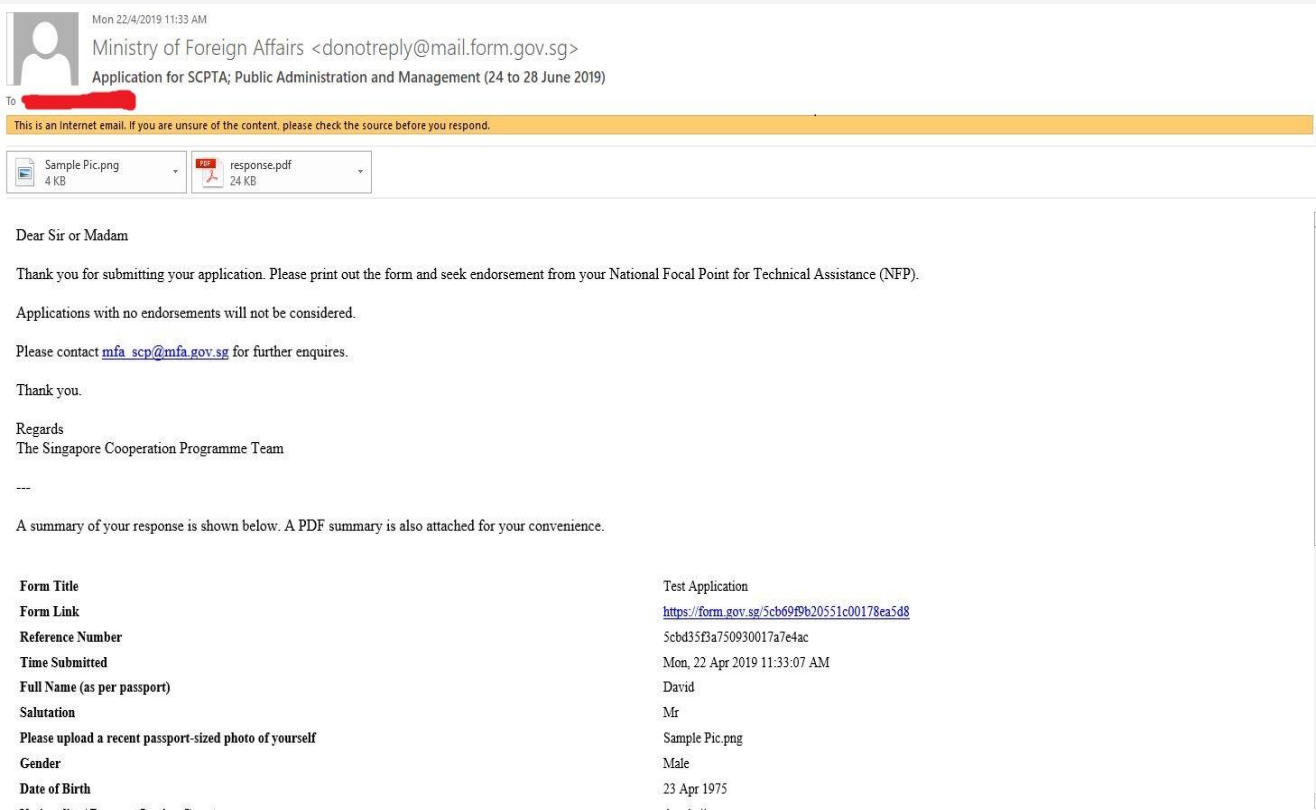 Mon 22/4/2019 11:33 AM
Ministry of Foreign Affairs <donotreply@mail.form.gov.sg>
Application for SCPTA; Public Administration and Management (24 to 28 June 2019)
To
This is an Internet email. If you are unsure of the content, please check the source before you respond.
Sample Pic.png
4 KB
PDF
response.pdf
24 KB
Dear Sir or Madam
Thank you for submitting your application. Please print out the form and seek endorsement from your National Focal Point for Technical Assistance (NFP).
Applications with no endorsements will not be considered.
Please contact mfa_scp@mfa.gov.sg for further enquires.
Thank you.
Regards
The Singapore Cooperation Programme Team
---
A summary of your response is shown below. A PDF summary is also attached for your convenience.
Form Title Test Application
Form Link https://form.gov.sg/5cb69f9b20551c00178ea5d8
Reference Number 5cbd35f3a750930017a7e4ac
Time Submitted Mon, 22 Apr 2019 11:33:07 AM
Full Name (as per passport) David
Salutation Mr
Please upload a recent passport-sized photo of yourself Sample Pic.png
Gender Male
Date of Birth 23 Apr 1975